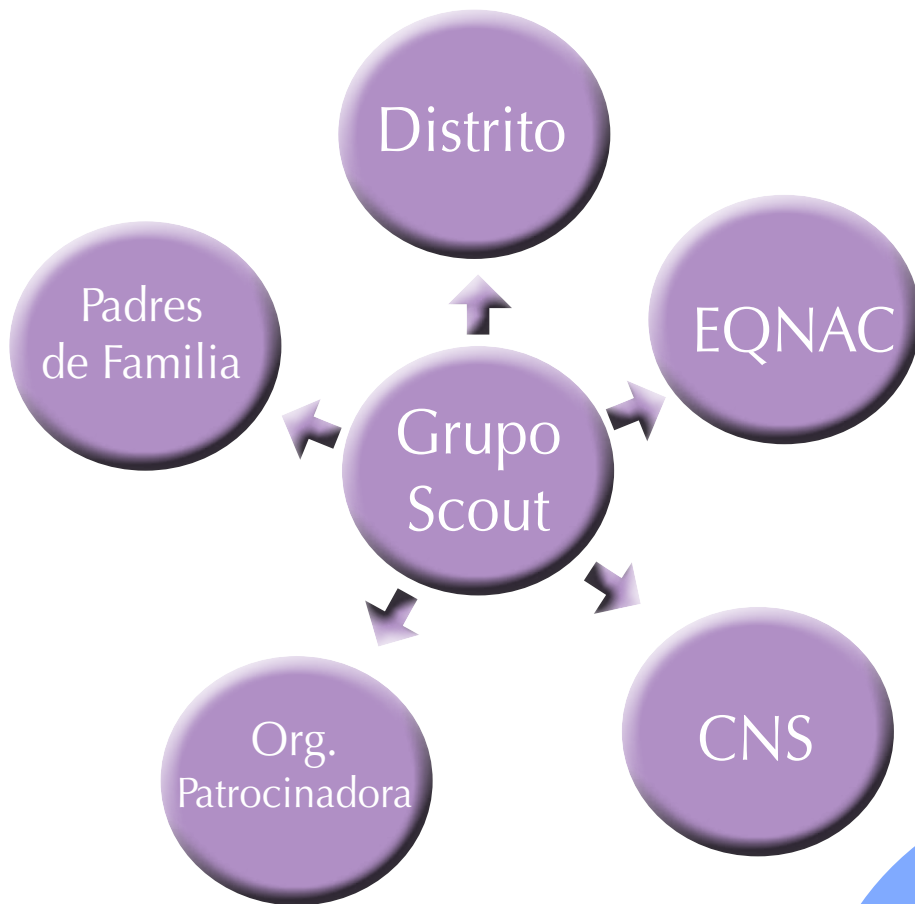 Distrito
Padres
de Familia
EQNAC
Grupo
Scout
Org.
Patrocinadora
CNS